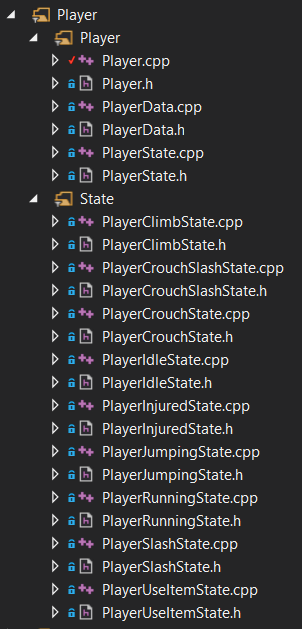 Player
Player
Player.cpp
Player.h
PlayerData.cpp
PlayerData.h
PlayerState.cpp
PlayerState.h
State
PlayerClimbState.cpp
PlayerClimbState.h
PlayerCrouchSlashState.cpp
PlayerCrouchSlashState.h
PlayerCrouchState.cpp
PlayerCrouchState.h
PlayerIdleState.cpp
PlayerIdleState.h
PlayerInjuredState.cpp
PlayerInjuredState.h
PlayerJumpingState.cpp
PlayerJumpingState.h
PlayerRunningState.cpp
PlayerRunningState.h
PlayerSlashState.cpp
PlayerSlashState.h
PlayerUseItemState.cpp
PlayerUseItemState.h